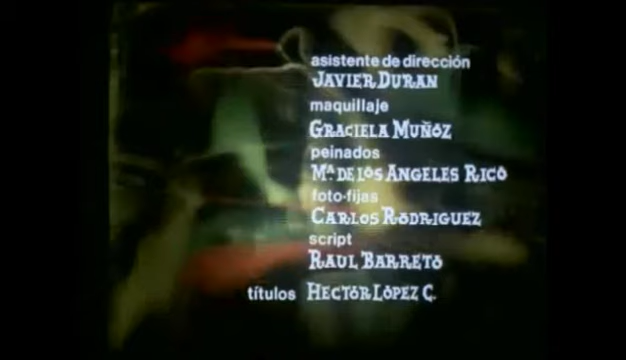 asistente de dirección
JAVIER DURAN
maquillaje
GRACIELA MUÑOZ
peinados
Mª. DE LOS ANGELES RICO
foto-fijas
CARLOS RODRIGUEZ
script
RAUL BARRETO
títulos HECTOR LÓPEZ C.